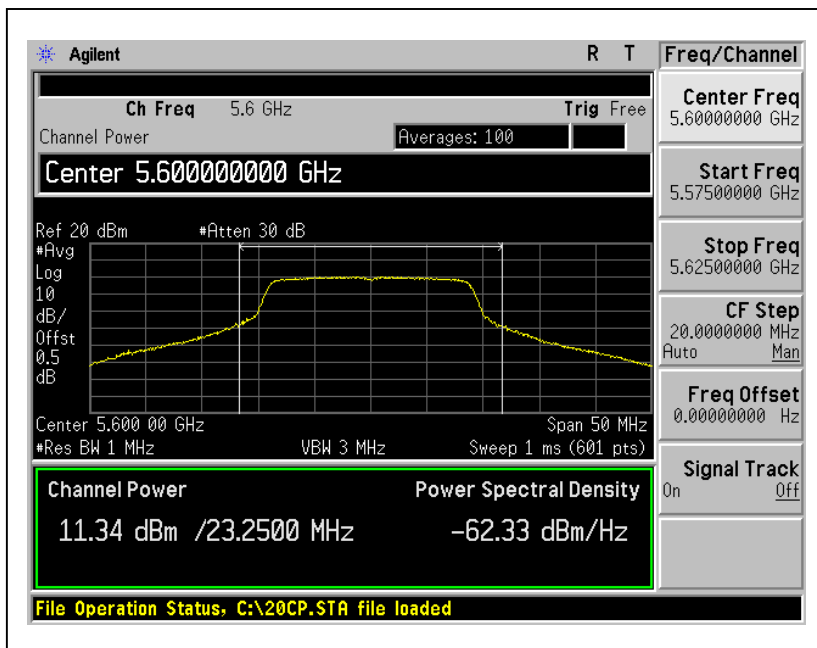 Agilent R T
Ch Freq 5.6 GHz Trig Free
Channel Power Averages: 100
Center 5.600000000 GHz
Ref 20 dBm #Atten 30 dB
#Avg
Log
10
dB/
Offst
0.5
dB
Center 5.600 00 GHz Span 50 MHz
#Res BW 1 MHz VBW 3 MHz Sweep 1 ms (601 pts)
Channel Power Power Spectral Density
11.34 dBm /23.2500 MHz -62.33 dBm/Hz
File Operation Status, C:\20CP.STA file loaded
Freq/Channel
Center Freq
5.60000000 GHz
Start Freq
5.57500000 GHz
Stop Freq
5.62500000 GHz
CF Step
20.0000000 MHz
Auto Man
Freq Offset
0.00000000 Hz
Signal Track
On Off